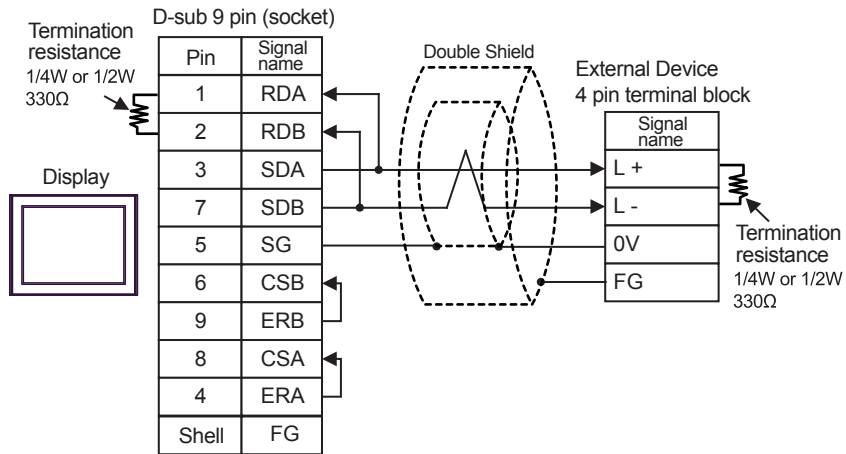 D-sub 9 pin (socket)
Termination
resistance
1/4W or 1/2W
330Ω
Display
Pin
Signal
name
1
RDA
2
RDB
3
SDA
7
SDB
5
SG
6
CSB
9
ERB
8
CSA
4
ERA
Shell
FG
Double Shield
External Device
4 pin terminal block
Signal
name
L +
L -
0V
FG
Termination
resistance
1/4W or 1/2W
330Ω